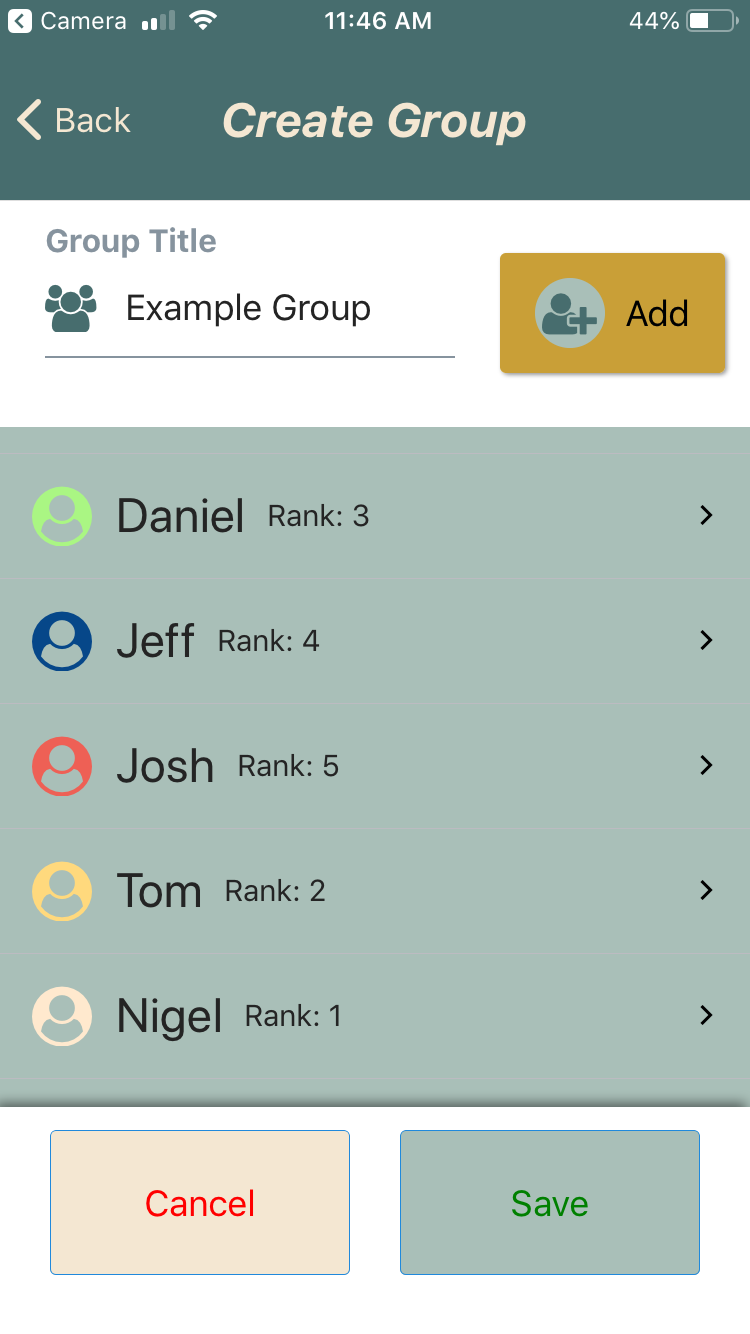 Camera 11:46 AM 44%
Back Create Group
Group Title
Example Group
Add
Daniel Rank: 3
Jeff Rank: 4
Josh Rank: 5
Tom Rank: 2
Nigel Rank: 1
Cancel Save